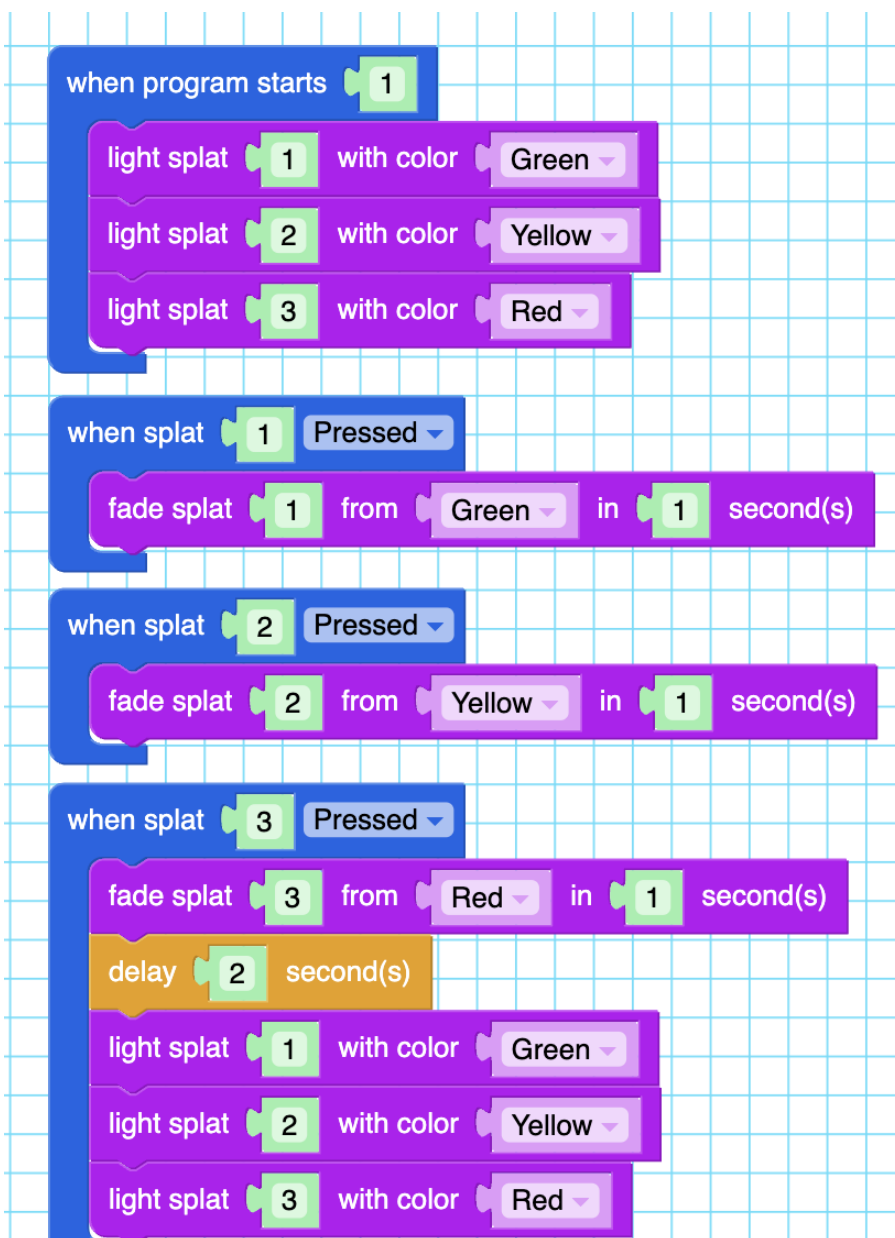 when program starts 1
light splat 1 with color Green
light splat 2 with color Yellow
light splat 3 with color Red
when splat 1 Pressed
fade splat 1 from Green in 1 second(s)
when splat 2 Pressed
fade splat 2 from Yellow in 1 second(s)
when splat 3 Pressed
fade splat 3 from Red in 1 second(s)
delay 2 second(s)
light splat 1 with color Green
light splat 2 with color Yellow
light splat 3 with color Red